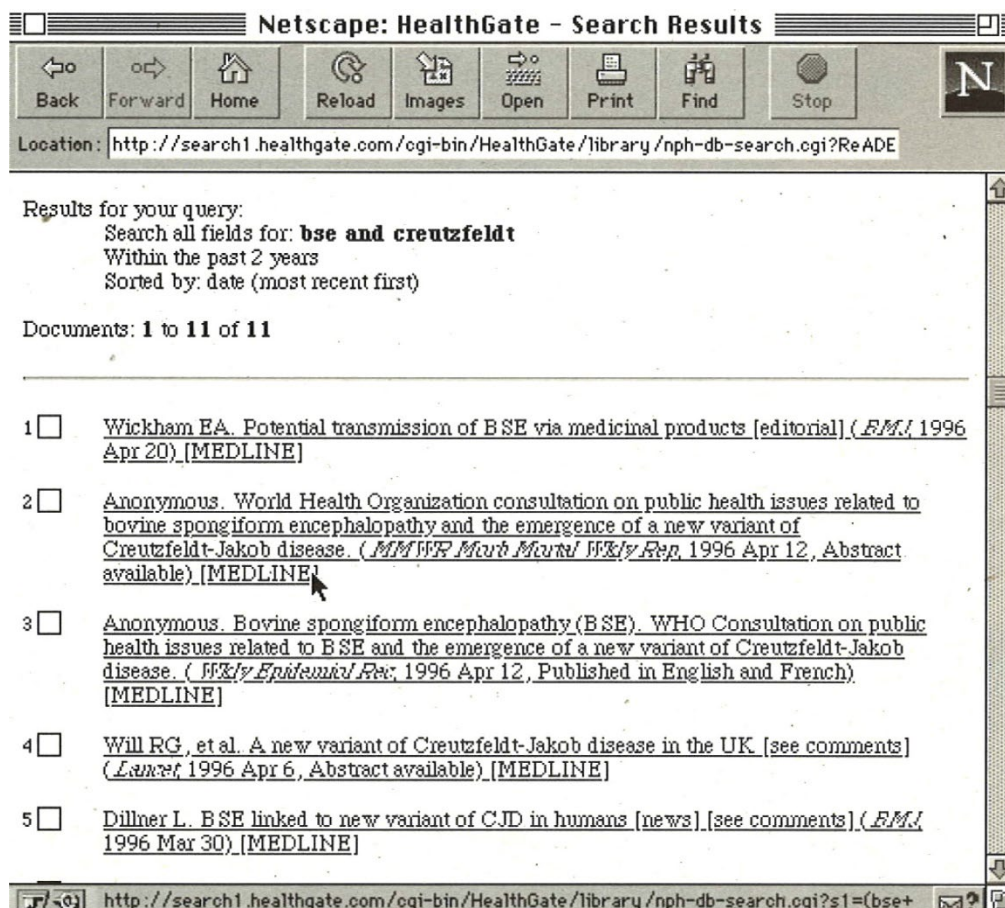 Netscape: HealthGate - Search Results
Back Forward Home Reload Images Open Print Find Stop
N
Location: http://search1.healthgate.com/cgi-bin/HealthGate/library/nph-db-search.cgi?ReADE
Results for your query:
Search all fields for: bse and creutzfeldt
Within the past 2 years
Sorted by: date (most recent first)
Documents: 1 to 11 of 11
1 Wickham EA. Potential transmission of BSE via medicinal products [editorial] (BMJ, 1996
Apr 20) [MEDLINE]
2 Anonymous. World Health Organization consultation on public health issues related to
bovine spongiform encephalopathy and the emergence of a new variant of
Creutzfeldt-Jakob disease. (MMWR Morb Mortal Wkly Rep, 1996 Apr 12, Abstract
available) [MEDLINE]
3 Anonymous. Bovine spongiform encephalopathy (BSE). WHO Consultation on public
health issues related to BSE and the emergence of a new variant of Creutzfeldt-Jakob
disease. (Wkly Epidemiol Rec, 1996 Apr 12, Published in English and French)
[MEDLINE]
4 Will RG, et al. A new variant of Creutzfeldt-Jakob disease in the UK [see comments]
(Lancet, 1996 Apr 6, Abstract available) [MEDLINE]
5 Dillner L. BSE linked to new variant of CJD in humans [news] [see comments] (BMJ,
1996 Mar 30) [MEDLINE]
http://search1.healthgate.com/cgi-bin/HealthGate/library/nph-db-search.cgi?s1=(bse+